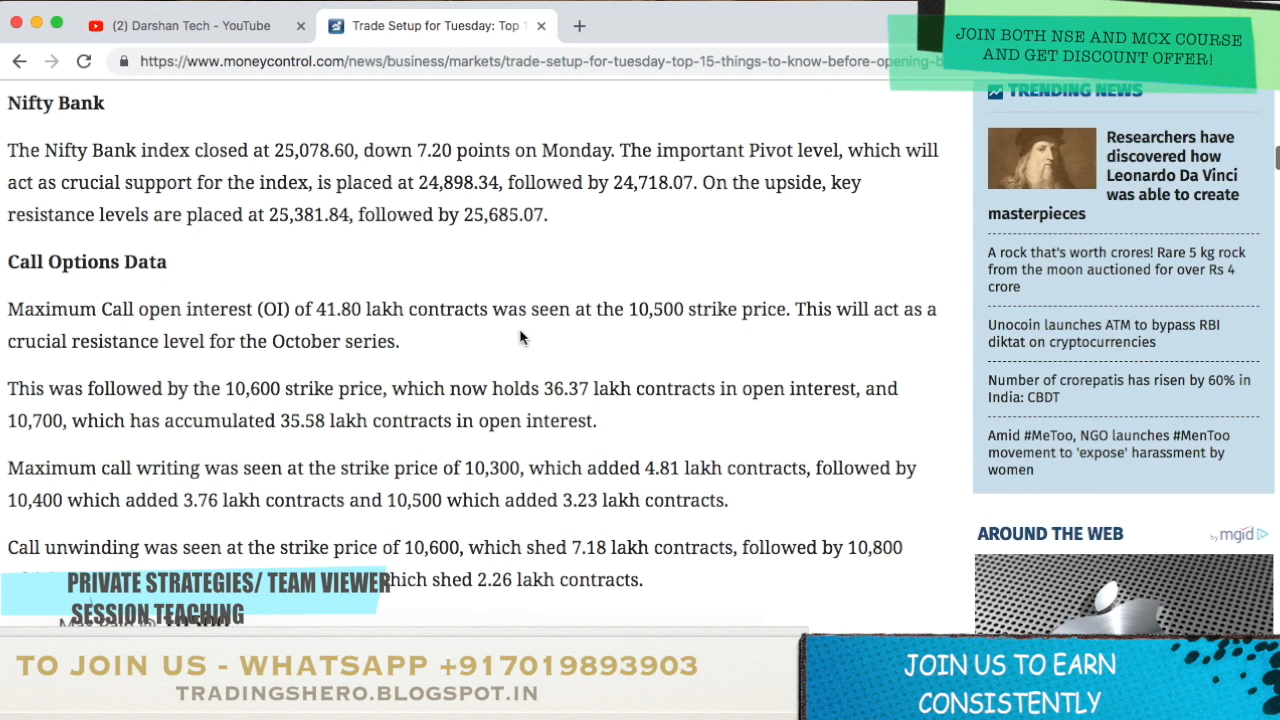 (2) Darshan Tech - YouTube
Trade Setup for Tuesday: Top 1
https://www.moneycontrol.com/news/business/markets/trade-setup-for-tuesday-top-15-things-to-know-before-opening-b
JOIN BOTH NSE AND MCX COURSE
AND GET DISCOUNT OFFER!
Nifty Bank
The Nifty Bank index closed at 25,078.60, down 7.20 points on Monday. The important Pivot level, which will
act as crucial support for the index, is placed at 24,898.34, followed by 24,718.07. On the upside, key
resistance levels are placed at 25,381.84, followed by 25,685.07.
Call Options Data
Maximum Call open interest (OI) of 41.80 lakh contracts was seen at the 10,500 strike price. This will act as a
crucial resistance level for the October series.
This was followed by the 10,600 strike price, which now holds 36.37 lakh contracts in open interest, and
10,700, which has accumulated 35.58 lakh contracts in open interest.
Maximum call writing was seen at the strike price of 10,300, which added 4.81 lakh contracts, followed by
10,400 which added 3.76 lakh contracts and 10,500 which added 3.23 lakh contracts.
Call unwinding was seen at the strike price of 10,600, which shed 7.18 lakh contracts, followed by 10,800
hich shed 2.26 lakh contracts.
TRENDING NEWS
Researchers have
discovered how
Leonardo Da Vinci
was able to create
masterpieces
A rock that's worth crores! Rare 5 kg rock
from the moon auctioned for over Rs 4
crore
Unocoin launches ATM to bypass RBI
diktat on cryptocurrencies
Number of crorepatis has risen by 60% in
India: CBDT
Amid #MeToo, NGO launches #MenToo
movement to 'expose' harassment by
women
AROUND THE WEB
by mgid
PRIVATE STRATEGIES/ TEAM VIEWER
SESSION TEACHING
TO JOIN US - WHATSAPP +917019893903
TRADINGSHERO.BLOGSPOT.IN
JOIN US TO EARN
CONSISTENTLY